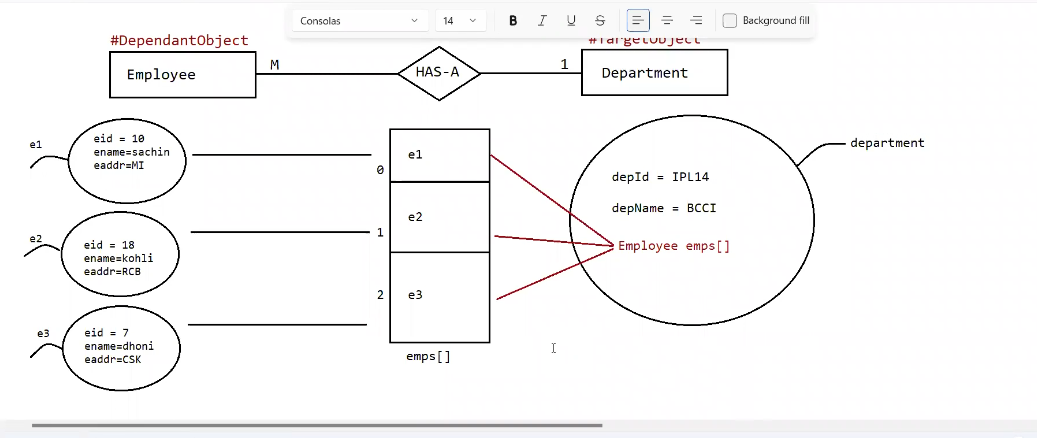 Consolas
14
B
I
U
S
Background fill
#DependantObject
#TargetObject
Employee
M
HAS-A
1
Department
e1
eid = 10
ename=sachin
eaddr=MI
0
e1
department
depId = IPL14
depName = BCCI
e2
eid = 18
ename=kohli
eaddr=RCB
1
e2
Employee emps[]
e3
eid = 7
ename=dhoni
eaddr=CSK
2
e3
emps[]